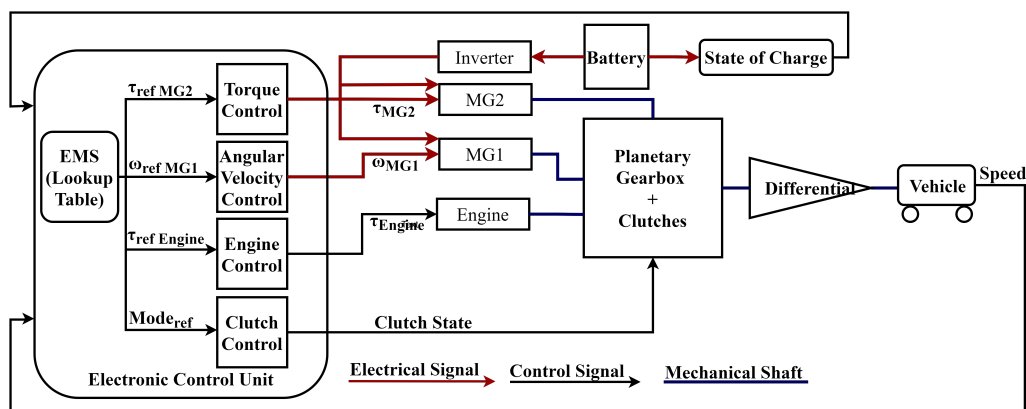 Inverter
Battery
State of Charge
τref MG2
Torque
Control
τMG2
MG2
EMS
(Lookup
Table)
ωref MG1
Angular
Velocity
Control
ωMG1
MG1
Planetary
Gearbox
+
Clutches
Differential
Vehicle
Speed
τref Engine
Engine
Control
τEngine
Engine
Moderef
Clutch
Control
Clutch State
Electronic Control Unit
Electrical Signal
Control Signal
Mechanical Shaft